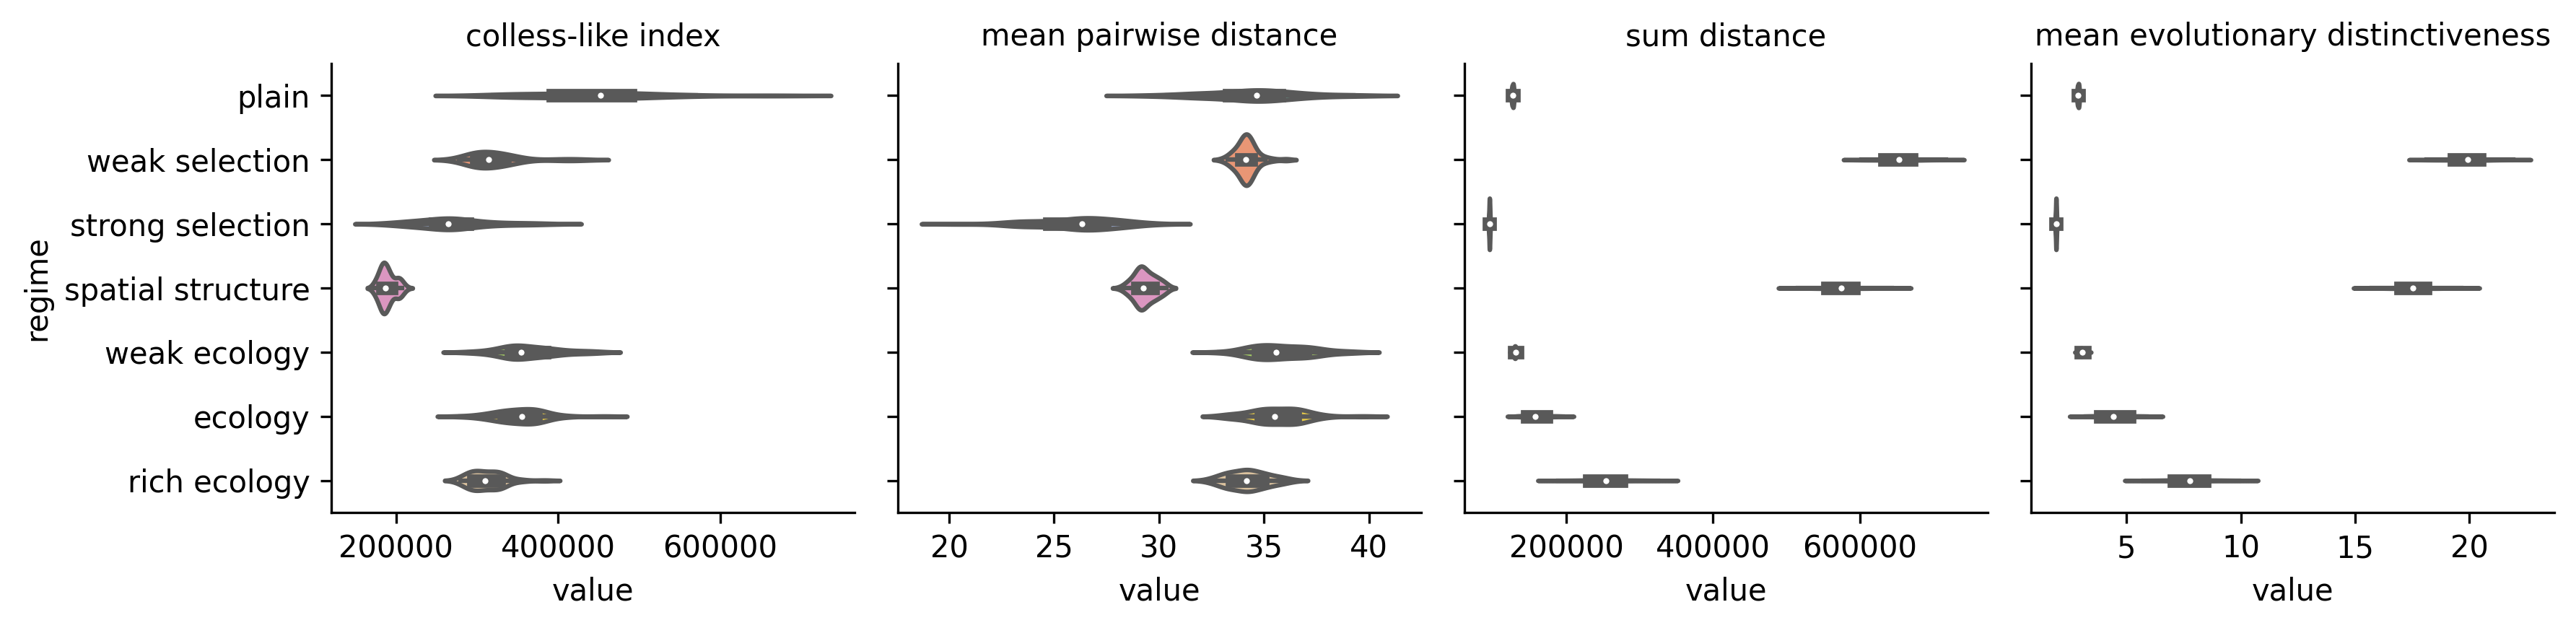 colless-like index
mean pairwise distance
sum distance
mean evolutionary distinctiveness
regime
plain
weak selection
strong selection
spatial structure
weak ecology
ecology
rich ecology
200000 400000 600000
20 25 30 35 40
200000 400000 600000
5 10 15 20
value
value
value
value